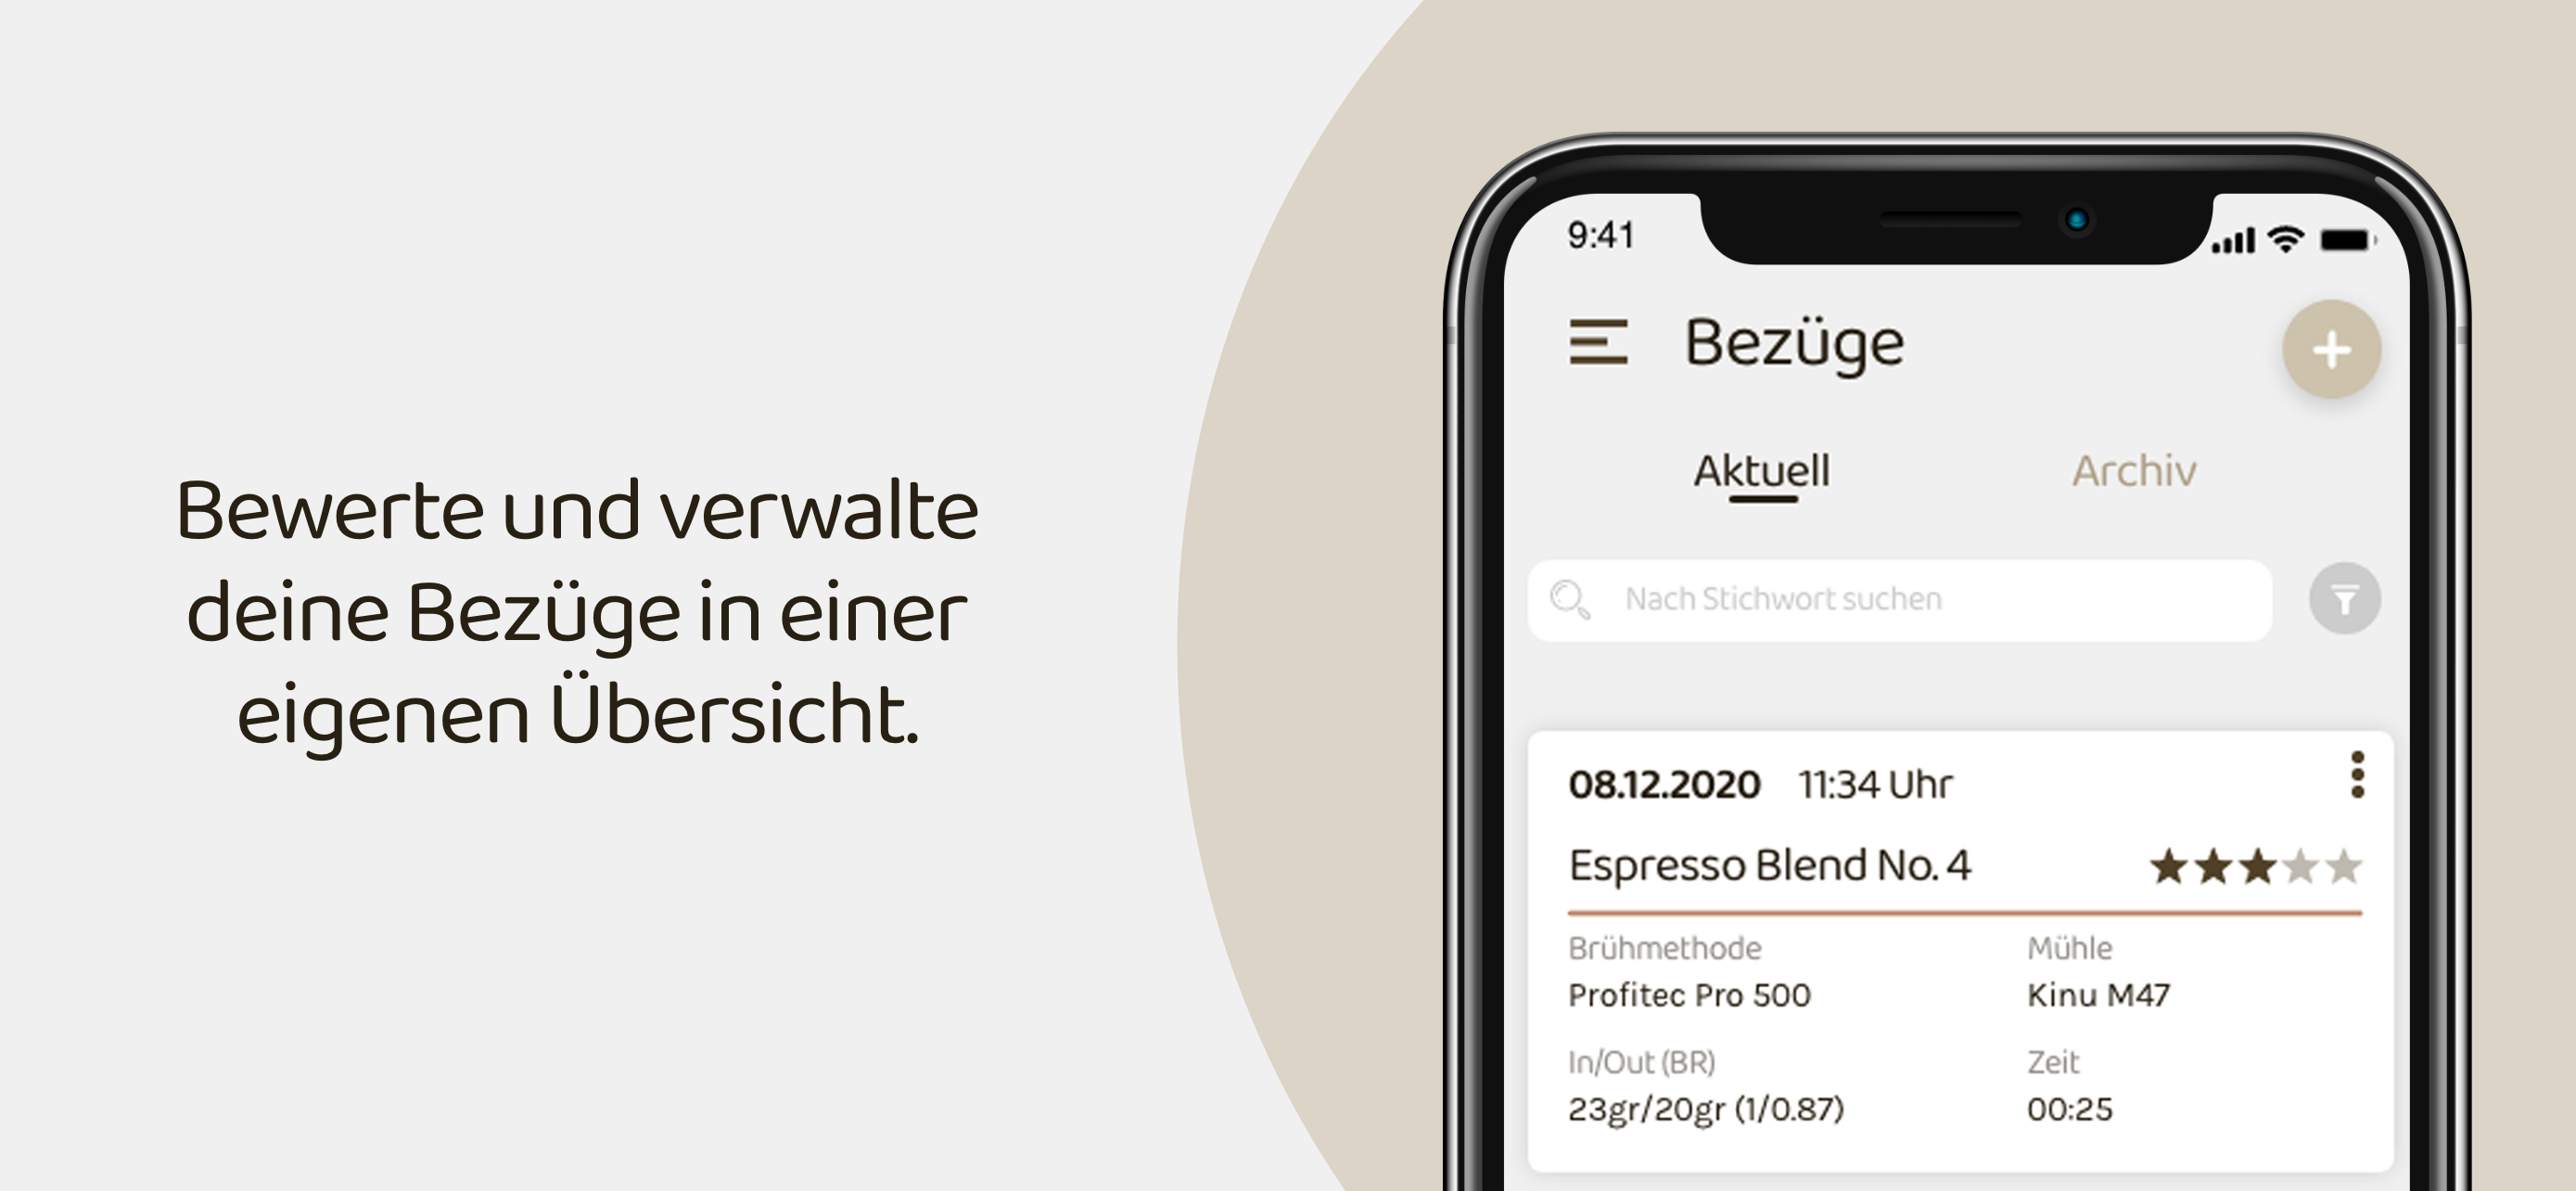 Bewerte und verwalte
deine Bezüge in einer
eigenen Übersicht.
9:41
Bezüge
Aktuell Archiv
Nach Stichwort suchen
08.12.2020 11:34 Uhr
Espresso Blend No. 4
Brühmethode Mühle
Profitec Pro 500 Kinu M47
In/Out (BR) Zeit
23gr/20gr (1/0.87) 00:25